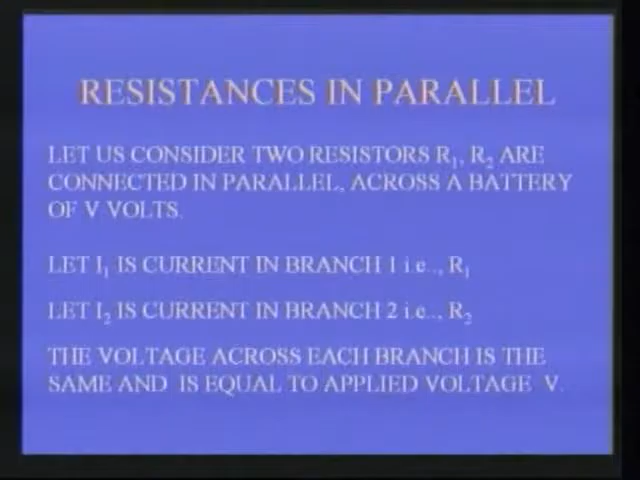 RESISTANCES IN PARALLEL
LET US CONSIDER TWO RESISTORS R₁, R₂ ARE
CONNECTED IN PARALLEL, ACROSS A BATTERY
OF V VOLTS.
LET I₁ IS CURRENT IN BRANCH 1 i.e.., R₁
LET I₂ IS CURRENT IN BRANCH 2 i.e.., R₂
THE VOLTAGE ACROSS EACH BRANCH IS THE
SAME AND IS EQUAL TO APPLIED VOLTAGE V.